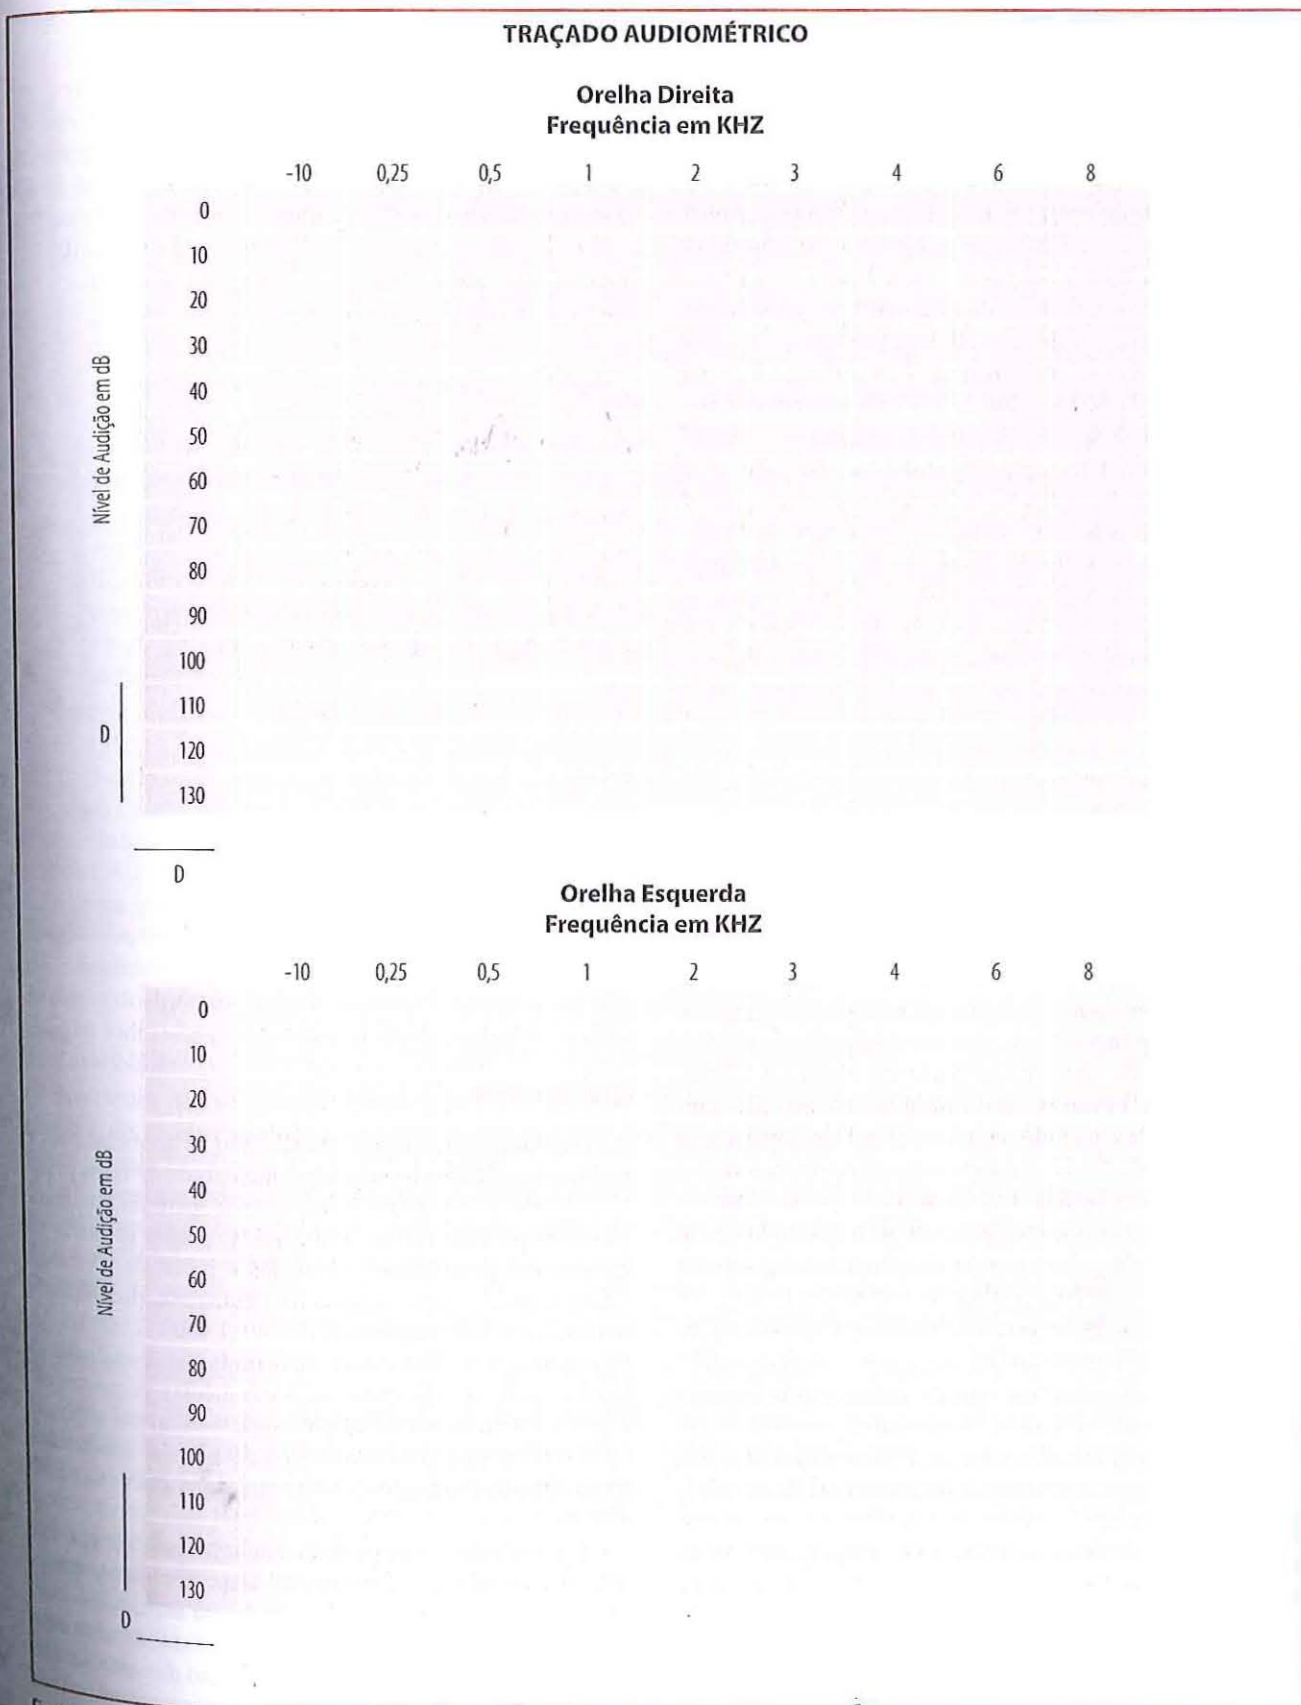 TRAÇADO AUDIOMÉTRICO
Orelha Direita
Frequência em KHZ
-10 0,25 0,5 1 2 3 4 6 8
0
10
20
30
40
50
60
70
80
90
100
110
120
130
Nível de Audição em dB
D
D
Orelha Esquerda
Frequência em KHZ
-10 0,25 0,5 1 2 3 4 6 8
0
10
20
30
40
50
60
70
80
90
100
110
120
130
Nível de Audição em dB
D